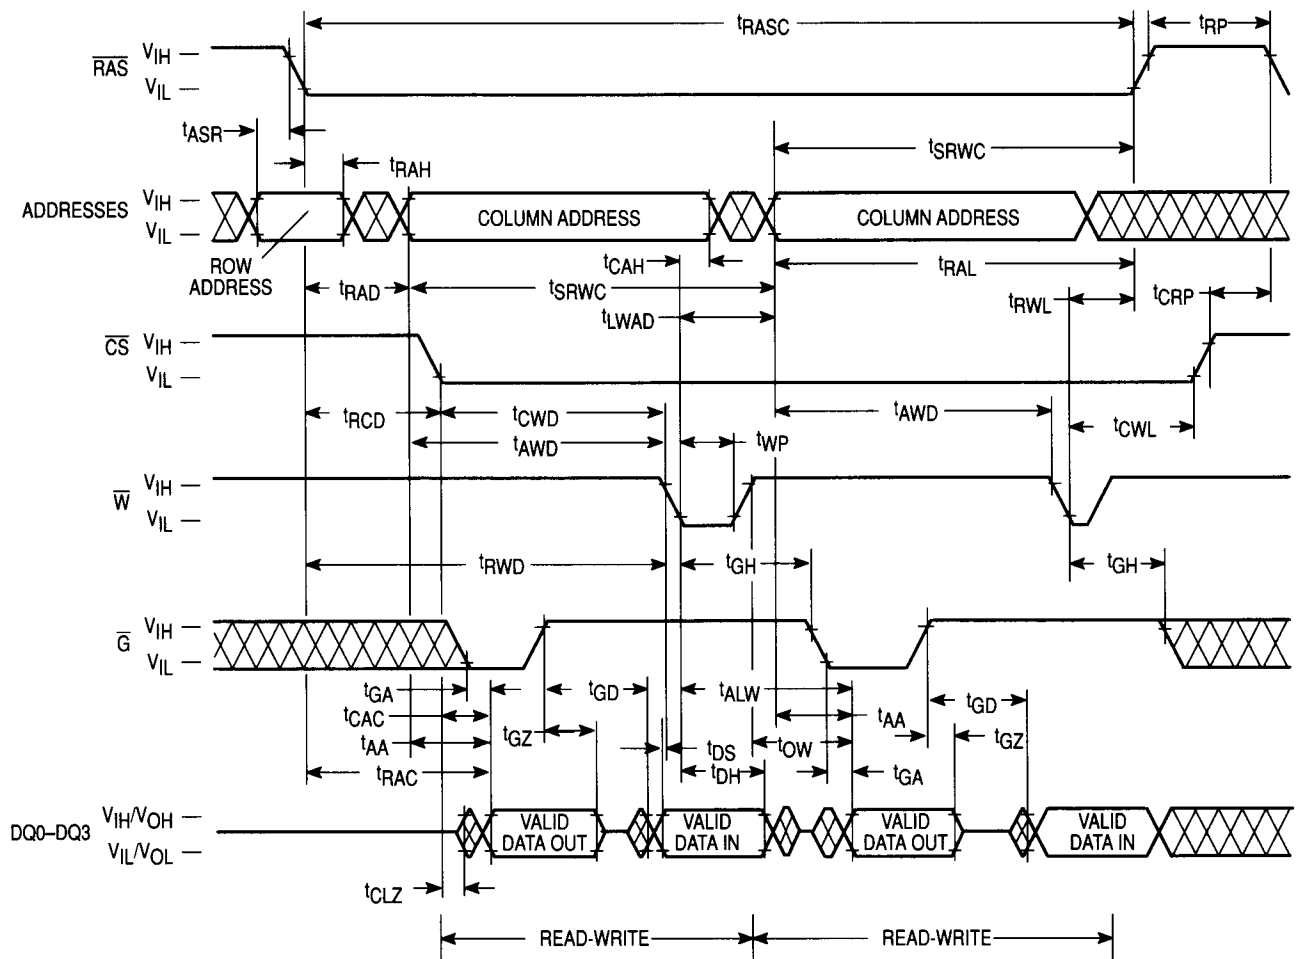 tRASC
tRP
RAS
VIH
VIL
tASR
tRAH
tSRWC
ADDRESSES
VIH
VIL
COLUMN ADDRESS
COLUMN ADDRESS
ROW
ADDRESS
tCAH
tRAL
tRAD
tSRWC
tRWL
tCRP
tLWAD
CS
VIH
VIL
tRCD
tCWD
tAWD
tCWL
tAWD
tWP
W
VIH
VIL
tRWD
tGH
tGH
G
VIH
VIL
tGA
tGD
tALW
tGD
tCAC
tAA
tGZ
tAA
tDS
tOW
tGZ
tRAC
tDH
tGA
DQ0–DQ3
VIH/VOH
VIL/VOL
VALID
DATA OUT
VALID
DATA IN
VALID
DATA OUT
VALID
DATA IN
tCLZ
READ-WRITE
READ-WRITE